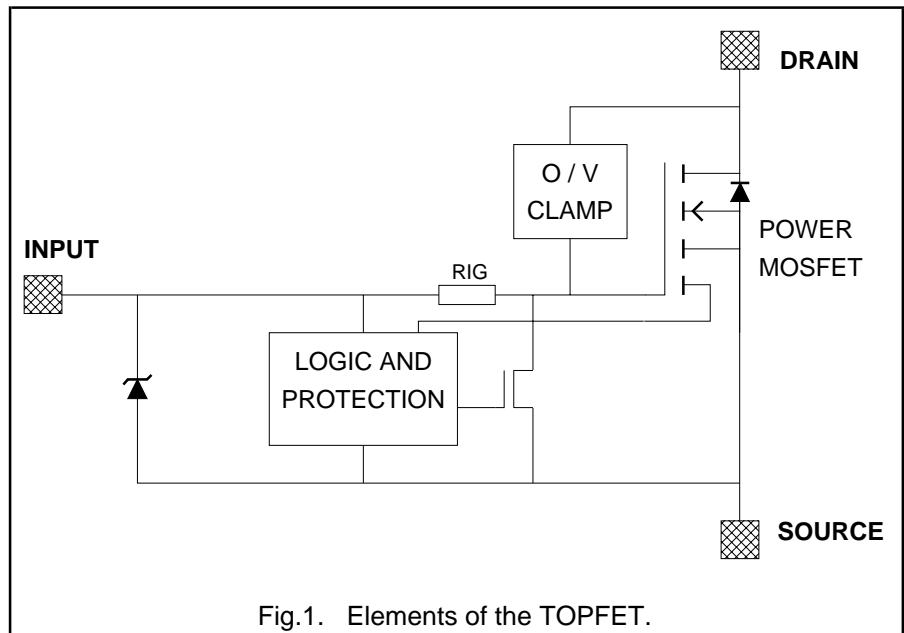 DRAIN
O / V
CLAMP
POWER
MOSFET
INPUT
RIG
LOGIC AND
PROTECTION
SOURCE
Fig.1. Elements of the TOPFET.